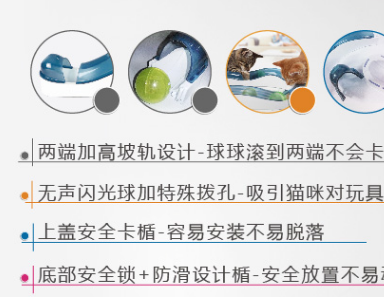 两端加高坡轨设计-球球滚到两端不会卡
无声闪光球加特殊拨孔-吸引猫咪对玩具
上盖安全卡楯-容易安装不易脱落
底部安全锁+防滑设计楯-安全放置不易